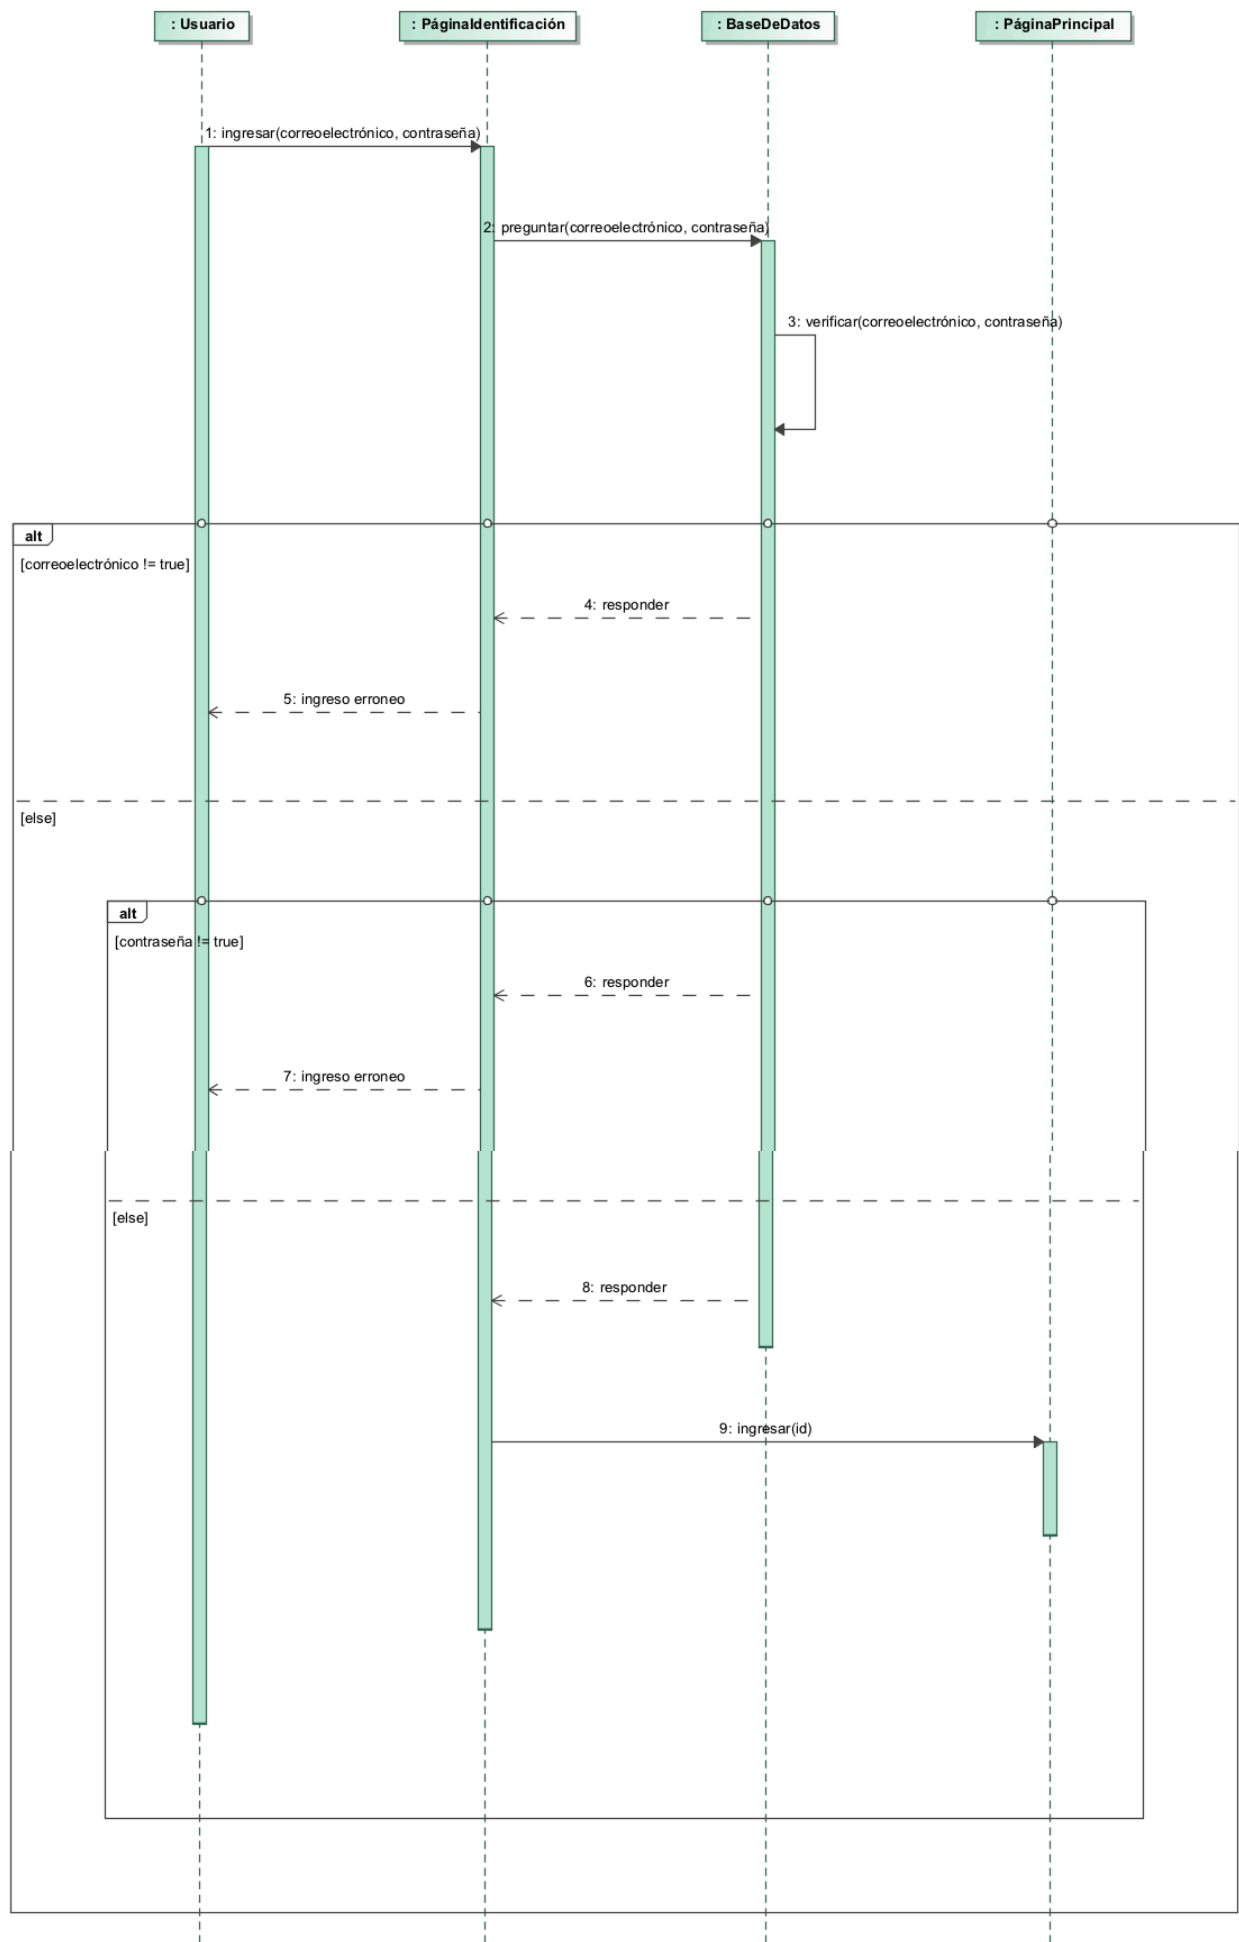 : Usuario
: PáginaIdentificación
: BaseDeDatos
: PáginaPrincipal
1: ingresar(correoelectrónico, contraseña)
2: preguntar(correoelectrónico, contraseña)
3: verificar(correoelectrónico, contraseña)
alt
[correoelectrónico != true]
4: responder
5: ingreso erroneo
[else]
alt
[contraseña != true]
6: responder
7: ingreso erroneo
[else]
8: responder
9: ingresar(id)